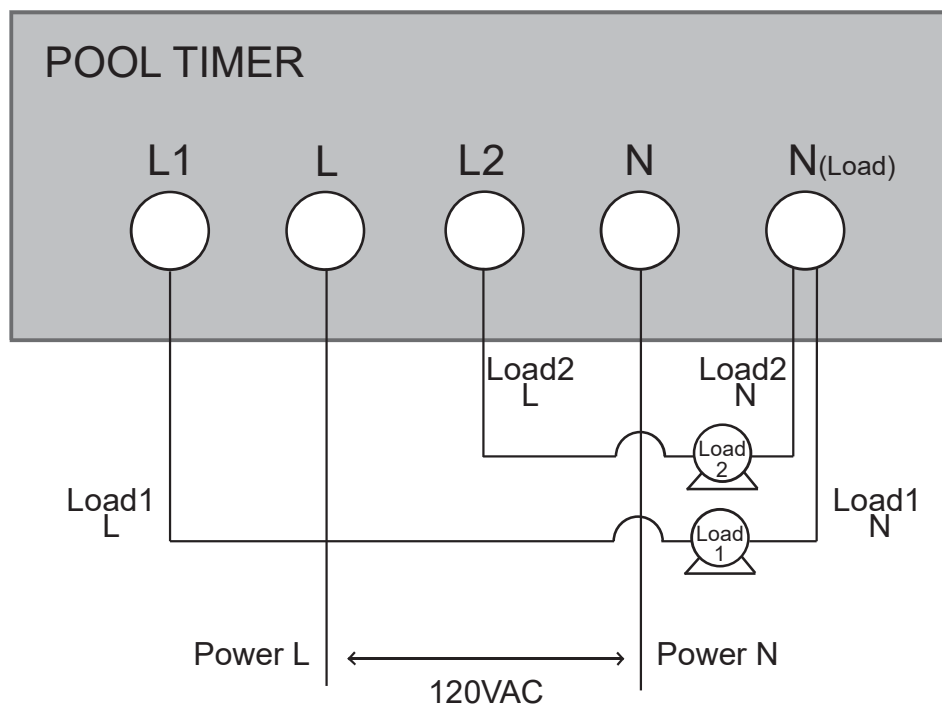 POOL TIMER
L1
L
L2
N
N(Load)
Load2
L
Load2
N
Load
2
Load1
L
Load
1
Load1
N
Power L
Power N
120VAC